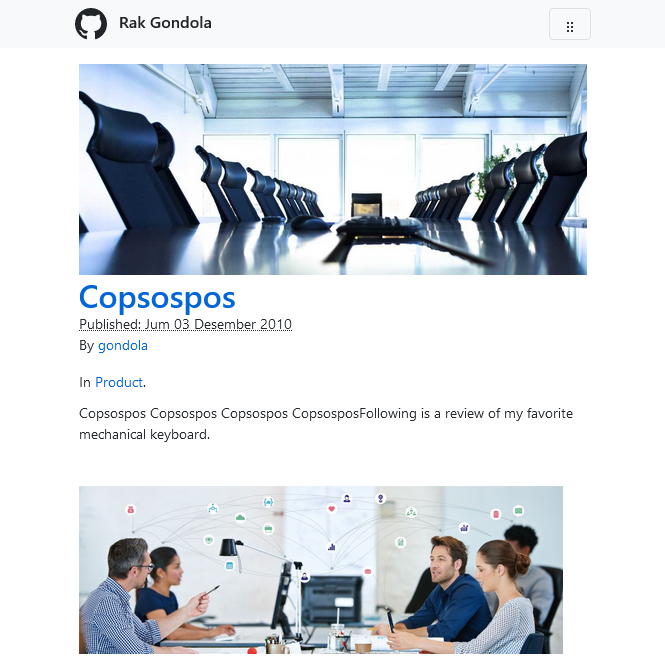 Rak Gondola
Copsospos
Published: Jum 03 Desember 2010
By gondola
In Product.
Copsospos Copsospos Copsospos CopsosposFollowing is a review of my favorite
mechanical keyboard.